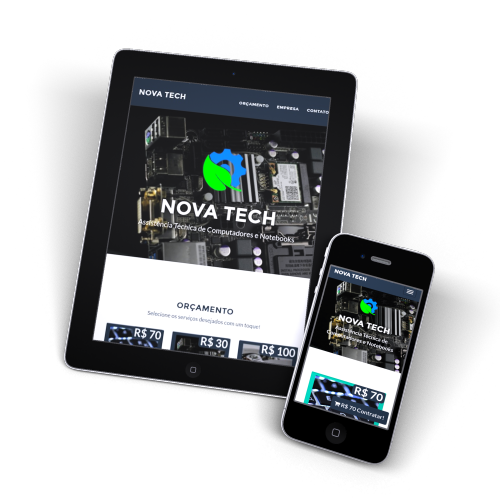 NOVA TECH
ORÇAMENTO EMPRESA CONTATO
NOVA TECH
Assistência Técnica de Computadores e Notebooks
ORÇAMENTO
Selecione os serviços desejados com um toque!
R$ 70 R$ 30 R$ 100
NOVA TECH
NOVA TECH
Assistência Técnica de
Computadores e Notebooks
R$ 70
R$ 70 Contratar!